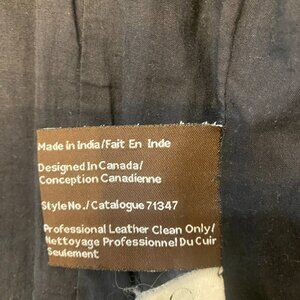 Made in India/Fait En Inde
Designed In Canada/
Conception Canadienne
Style No./Catalogue 71347
Professional Leather Clean Only/
Nettoyage Professionnel Du Cuir
Seulement